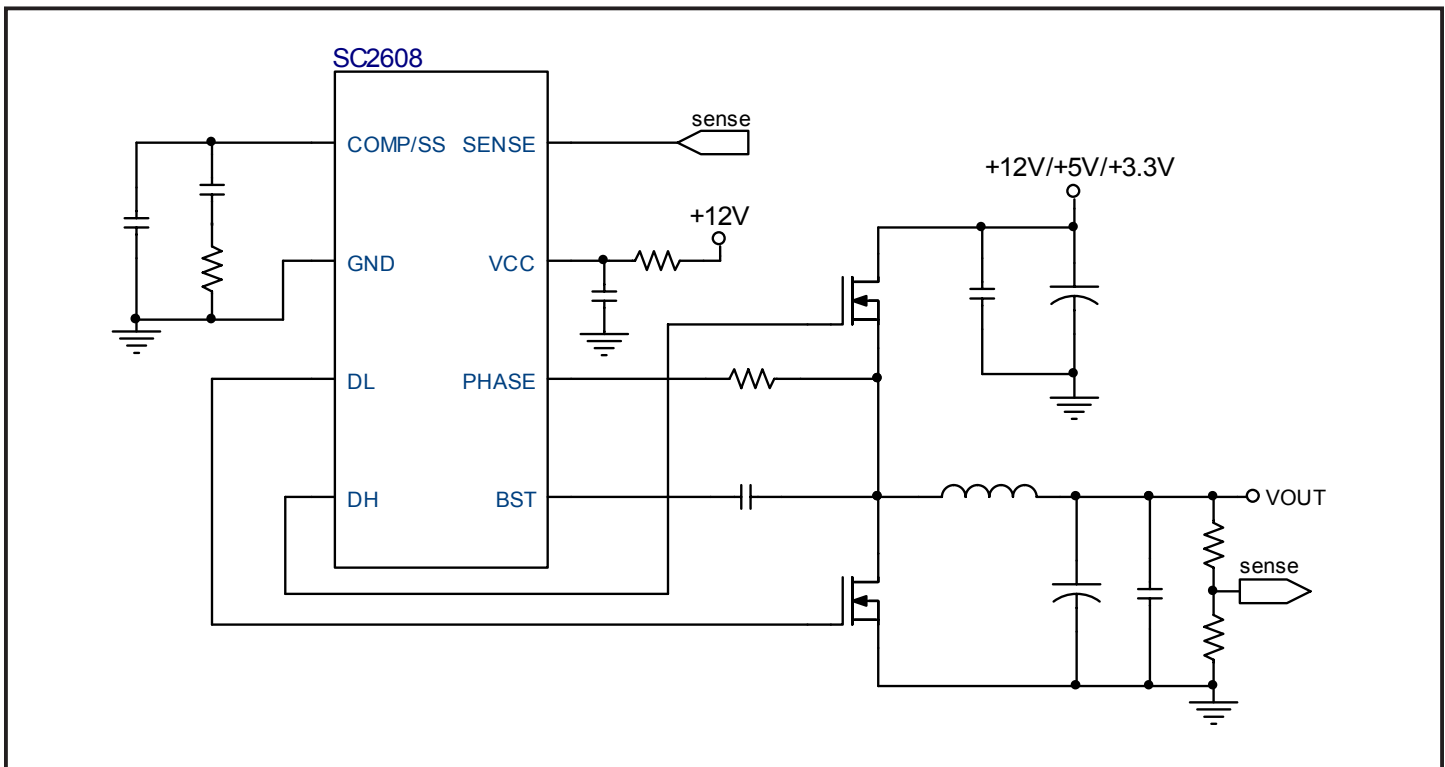 SC2608
COMP/SS SENSE
sense
+12V/+5V/+3.3V
+12V
GND VCC
DL PHASE
DH BST
VOUT
sense